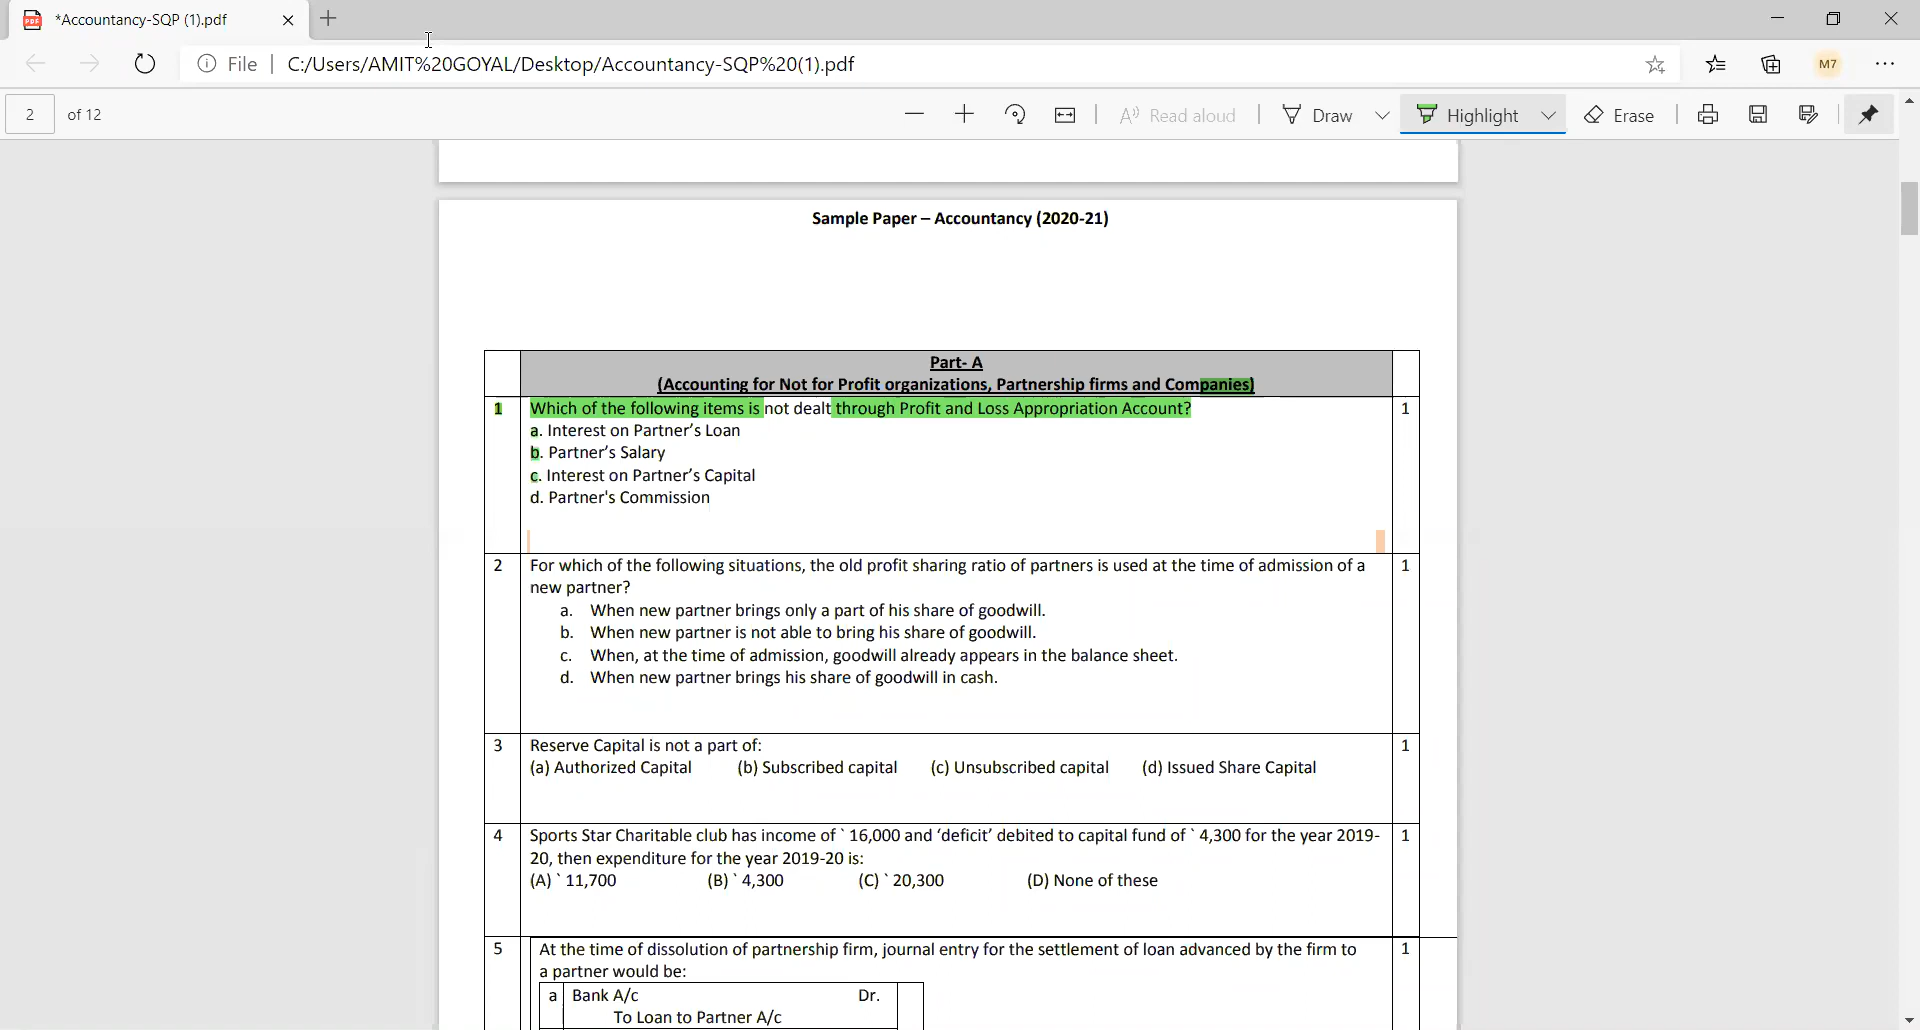 *Accountancy-SQP (1).pdf
File | C:/Users/AMIT%20GOYAL/Desktop/Accountancy-SQP%20(1).pdf
M7
2 of 12
Read aloud
Draw
Highlight
Erase
Sample Paper – Accountancy (2020-21)
Part- A
(Accounting for Not for Profit organizations, Partnership firms and Companies)
1 Which of the following items is not dealt through Profit and Loss Appropriation Account? 1
a. Interest on Partner's Loan
b. Partner's Salary
c. Interest on Partner's Capital
d. Partner's Commission
2 For which of the following situations, the old profit sharing ratio of partners is used at the time of admission of a 1
new partner?
a. When new partner brings only a part of his share of goodwill.
b. When new partner is not able to bring his share of goodwill.
c. When, at the time of admission, goodwill already appears in the balance sheet.
d. When new partner brings his share of goodwill in cash.
3 Reserve Capital is not a part of: 1
(a) Authorized Capital (b) Subscribed capital (c) Unsubscribed capital (d) Issued Share Capital
4 Sports Star Charitable club has income of ` 16,000 and ‘deficit’ debited to capital fund of ` 4,300 for the year 2019- 1
20, then expenditure for the year 2019-20 is:
(A) ` 11,700 (B) ` 4,300 (C) ` 20,300 (D) None of these
5 At the time of dissolution of partnership firm, journal entry for the settlement of loan advanced by the firm to 1
a partner would be:
a Bank A/c Dr.
To Loan to Partner A/c